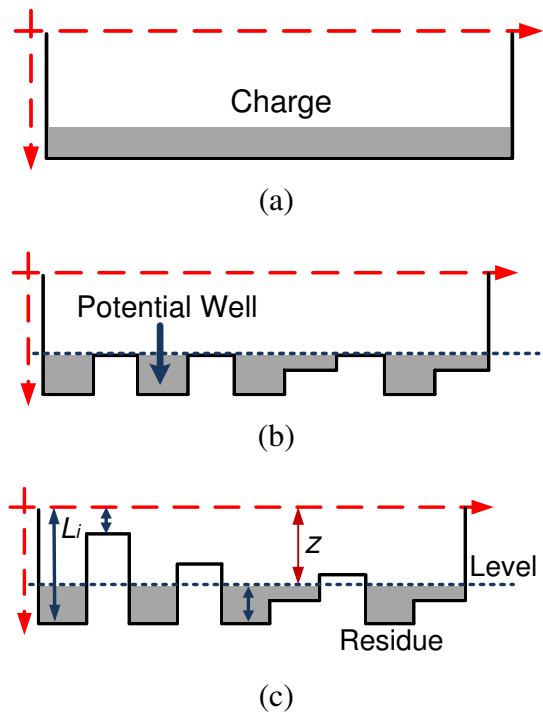 Charge
(a)
Potential Well
(b)
Li
z
Level
Residue
(c)